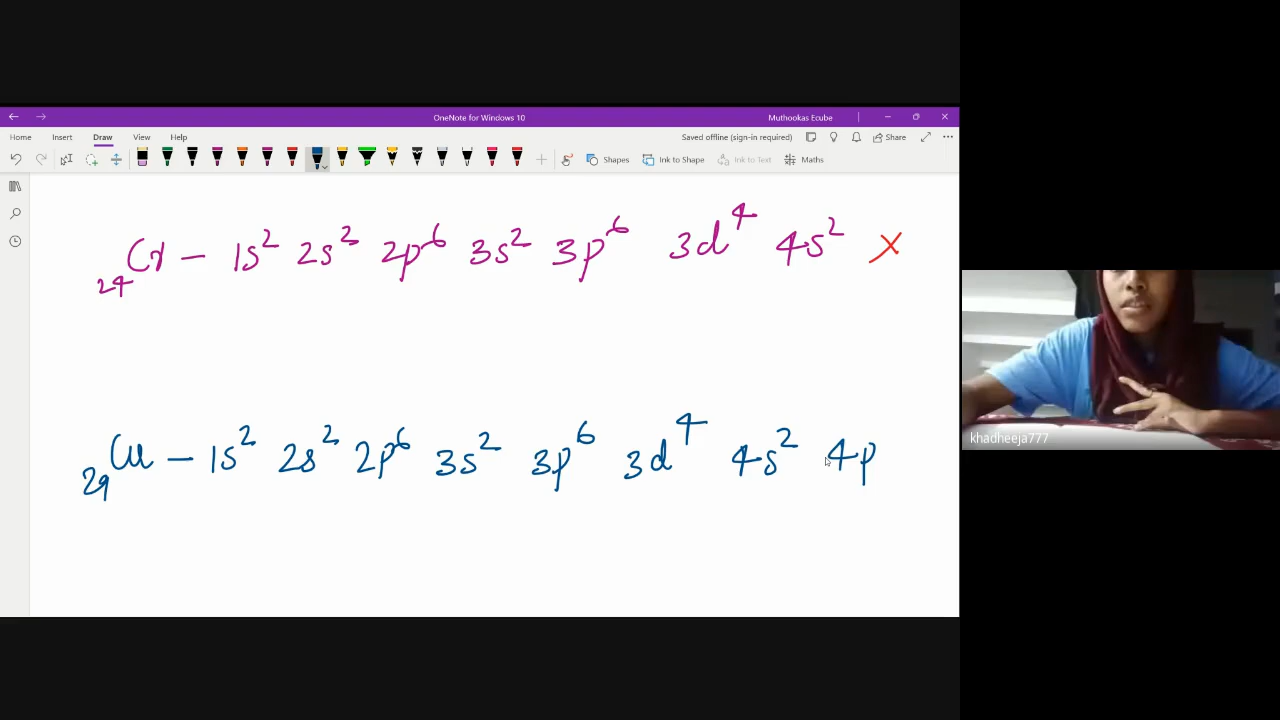 OneNote for Windows 10
Muthookas Ecube
Home Insert Draw View Help
Saved offline (sign-in required) Share
Shapes Ink to Shape Ink to Text Maths
₂₄Cr – 1s² 2s² 2p⁶ 3s² 3p⁶ 3d⁴ 4s² X
khadheeja777
₂₉Cu – 1s² 2s² 2p⁶ 3s² 3p⁶ 3d⁴ 4s² 4p